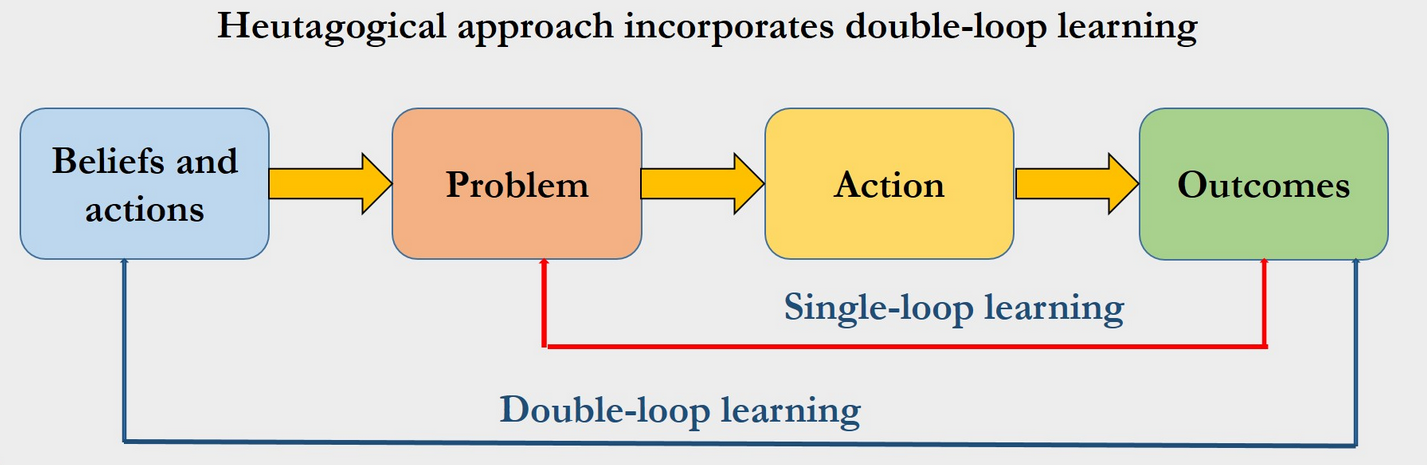 Heutagogical approach incorporates double-loop learning
Beliefs and
actions
Problem
Action
Outcomes
Single-loop learning
Double-loop learning